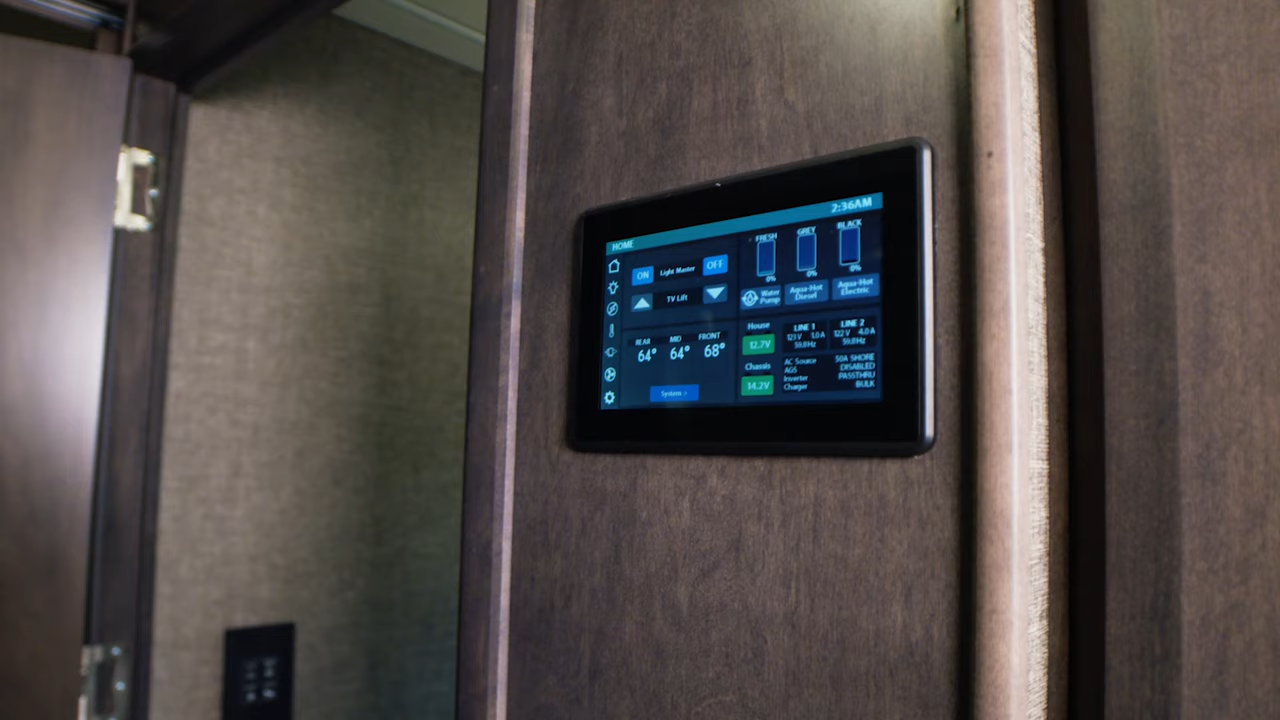 2:36AM
HOME
FRESH GREY BLACK
0% 0% 0%
ON Light Master OFF
TV Lift
Water Pump
Aqua-Hot Diesel
Aqua-Hot Electric
REAR MID FRONT
64° 64° 68°
System >
House
12.7V
Chassis
14.2V
LINE 1
123 V 1.0 A
59.8Hz
LINE 2
122 V -4.0 A
59.8Hz
AC Source 50A SHORE
AGS DISABLED
Inverter PASSTHRU
Charger BULK